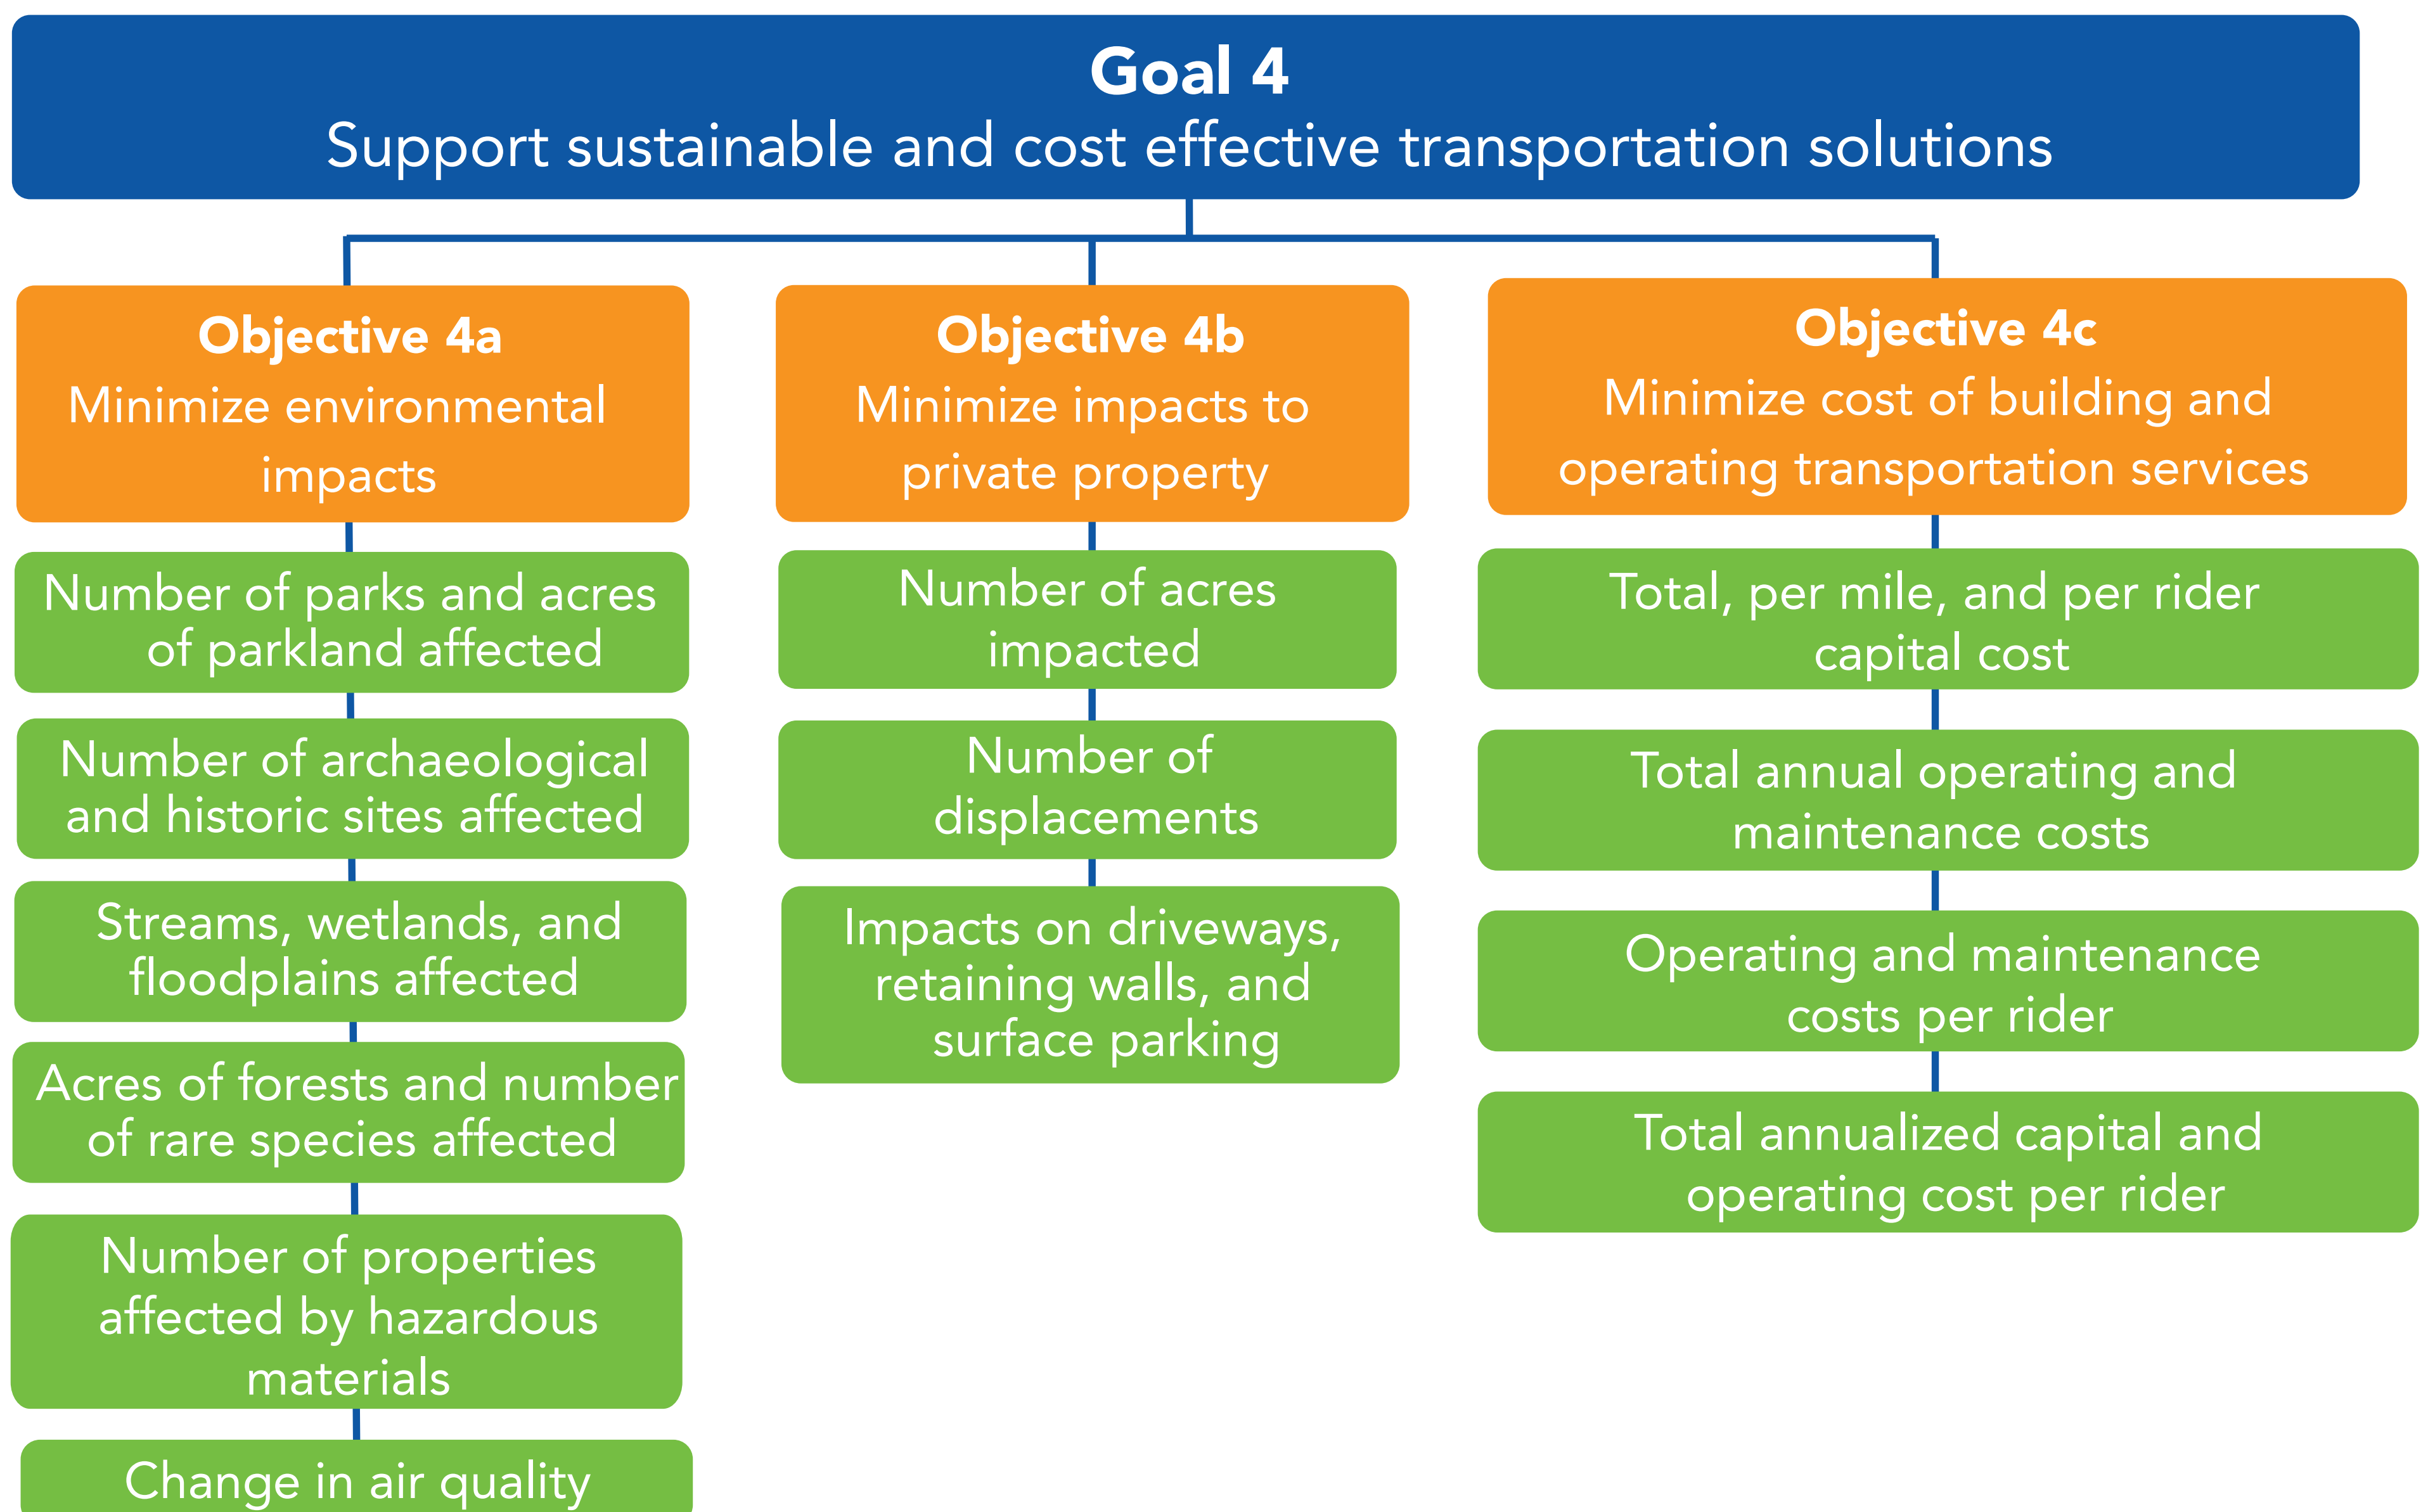 Goal 4
Support sustainable and cost effective transportation solutions
Objective 4a
Minimize environmental
impacts
Number of parks and acres
of parkland affected
Number of archaeological
and historic sites affected
Streams, wetlands, and
floodplains affected
Acres of forests and number
of rare species affected
Number of properties
affected by hazardous
materials
Change in air quality
Objective 4b
Minimize impacts to
private property
Number of acres
impacted
Number of
displacements
Impacts on driveways,
retaining walls, and
surface parking
Objective 4c
Minimize cost of building and
operating transportation services
Total, per mile, and per rider
capital cost
Total annual operating and
maintenance costs
Operating and maintenance
costs per rider
Total annualized capital and
operating cost per rider